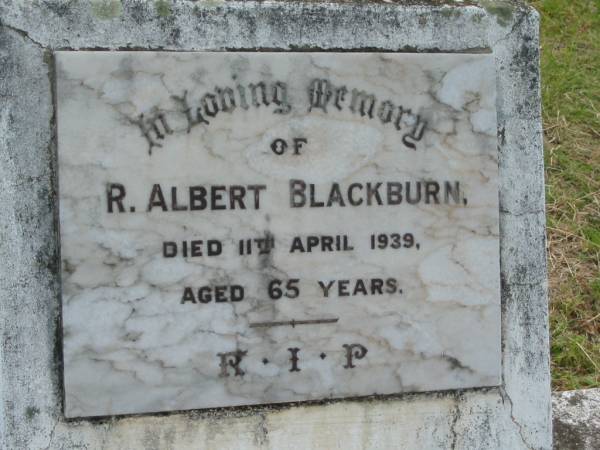 In Loving Memory
OF
R. ALBERT BLACKBURN,
DIED 11TH APRIL 1939,
AGED 65 YEARS.
R·I·P